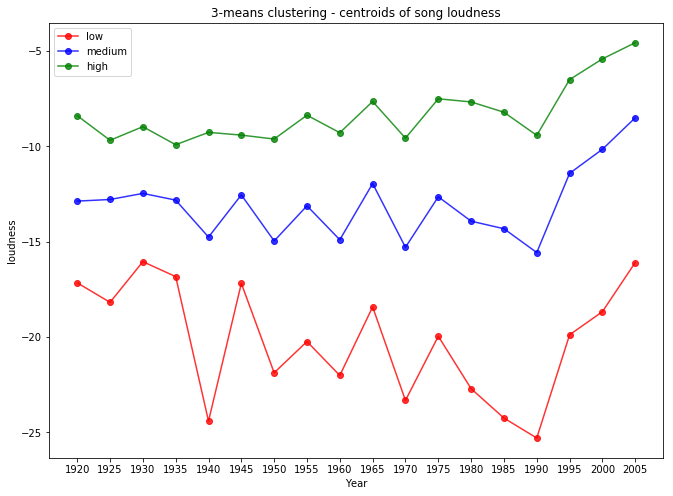 3-means clustering - centroids of song loudness
low
medium
high
−5
−10
−15
−20
−25
loudness
1920 1925 1930 1935 1940 1945 1950 1955 1960 1965 1970 1975 1980 1985 1990 1995 2000 2005
Year